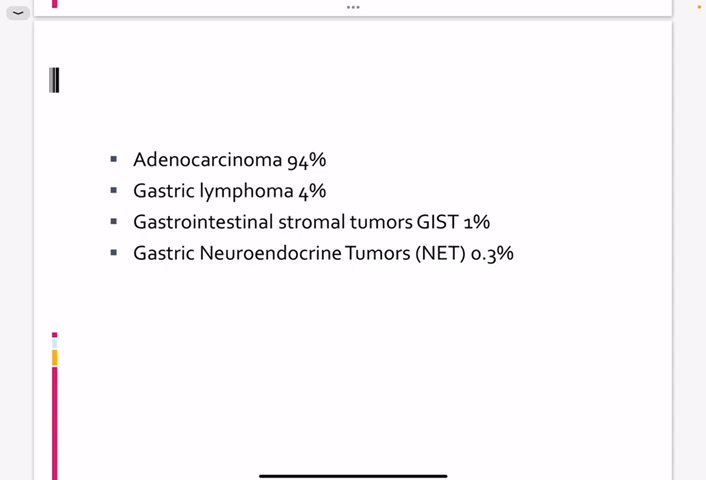 ▪ Adenocarcinoma 94%
▪ Gastric lymphoma 4%
▪ Gastrointestinal stromal tumors GIST 1%
▪ Gastric Neuroendocrine Tumors (NET) 0.3%